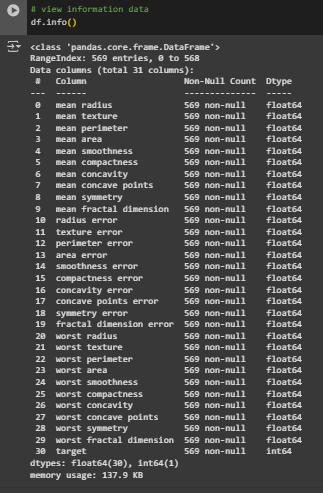 # view information data
df.info()
<class 'pandas.core.frame.DataFrame'>
RangeIndex: 569 entries, 0 to 568
Data columns (total 31 columns):
 #   Column                   Non-Null Count  Dtype
---  ------                   --------------  -----
 0   mean radius              569 non-null    float64
 1   mean texture             569 non-null    float64
 2   mean perimeter           569 non-null    float64
 3   mean area                569 non-null    float64
 4   mean smoothness          569 non-null    float64
 5   mean compactness         569 non-null    float64
 6   mean concavity           569 non-null    float64
 7   mean concave points      569 non-null    float64
 8   mean symmetry            569 non-null    float64
 9   mean fractal dimension   569 non-null    float64
 10  radius error             569 non-null    float64
 11  texture error            569 non-null    float64
 12  perimeter error          569 non-null    float64
 13  area error               569 non-null    float64
 14  smoothness error         569 non-null    float64
 15  compactness error        569 non-null    float64
 16  concavity error          569 non-null    float64
 17  concave points error     569 non-null    float64
 18  symmetry error           569 non-null    float64
 19  fractal dimension error  569 non-null    float64
 20  worst radius             569 non-null    float64
 21  worst texture            569 non-null    float64
 22  worst perimeter          569 non-null    float64
 23  worst area               569 non-null    float64
 24  worst smoothness         569 non-null    float64
 25  worst compactness        569 non-null    float64
 26  worst concavity          569 non-null    float64
 27  worst concave points     569 non-null    float64
 28  worst symmetry           569 non-null    float64
 29  worst fractal dimension  569 non-null    float64
 30  target                   569 non-null    int64
dtypes: float64(30), int64(1)
memory usage: 137.9 KB